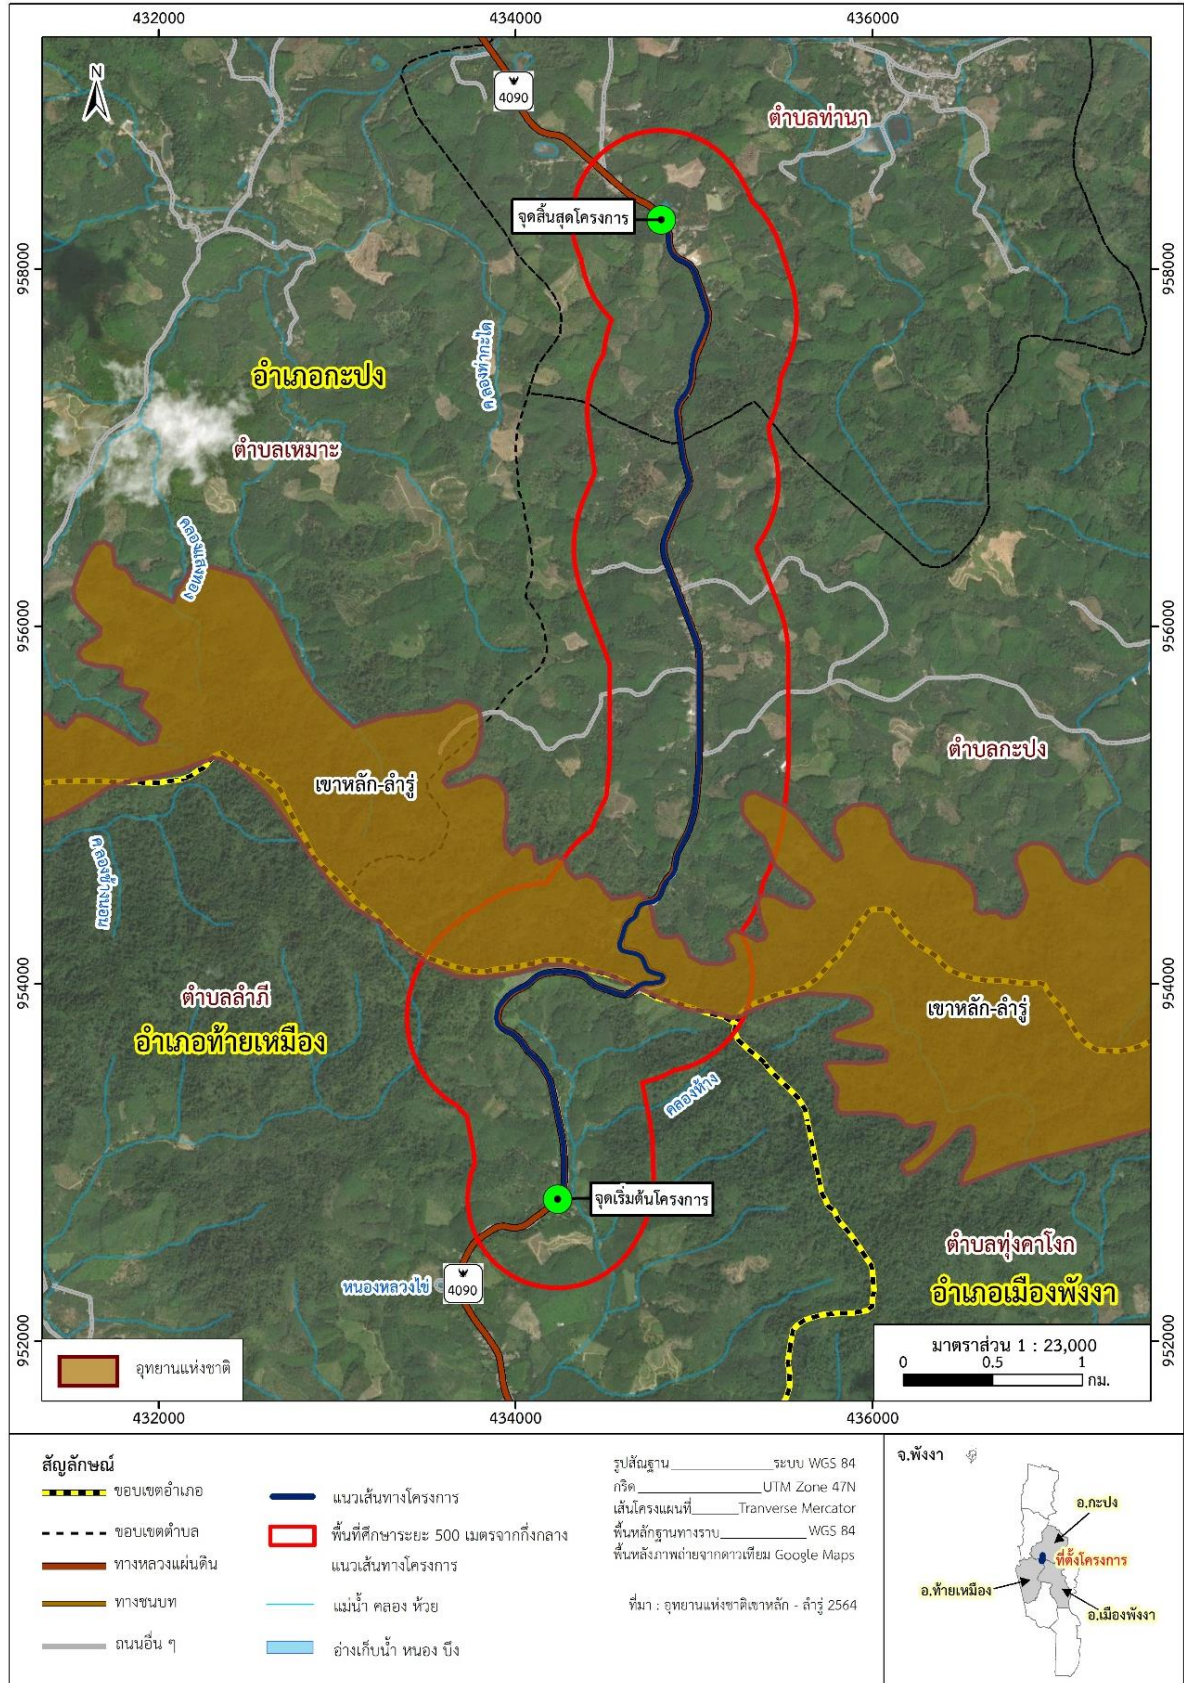 432000
434000
436000
N
4090
ตำบลท่านา
จุดสิ้นสุดโครงการ
958000
958000
คลองท่ากะได
อำเภอกะปง
ตำบลเหมาะ
คลองแสงทอง
956000
956000
ตำบลกะปง
เขาหลัก-ลำรู่
คลองช้างนอน
954000
954000
ตำบลลำภี
อำเภอท้ายเหมือง
เขาหลัก-ลำรู่
คลองห้าง
จุดเริ่มต้นโครงการ
ตำบลทุ่งคาโงก
อำเภอเมืองพังงา
หนองหลวงไข่
4090
952000
952000
อุทยานแห่งชาติ
มาตราส่วน 1 : 23,000
0 0.5 1
กม.
432000
434000
436000
สัญลักษณ์
ขอบเขตอำเภอ
ขอบเขตตำบล
ทางหลวงแผ่นดิน
ทางชนบท
ถนนอื่น ๆ
แนวเส้นทางโครงการ
พื้นที่ศึกษาระยะ 500 เมตรจากกึ่งกลาง
แนวเส้นทางโครงการ
แม่น้ำ คลอง ห้วย
อ่างเก็บน้ำ หนอง บึง
รูปสัณฐาน ระบบ WGS 84
กริด UTM Zone 47N
เส้นโครงแผนที่ Tranverse Mercator
พื้นหลักฐานทางราบ WGS 84
พื้นหลังภาพถ่ายจากดาวเทียม Google Maps
ที่มา : อุทยานแห่งชาติเขาหลัก - ลำรู่ 2564
จ.พังงา
อ.กะปง
ที่ตั้งโครงการ
อ.ท้ายเหมือง
อ.เมืองพังงา